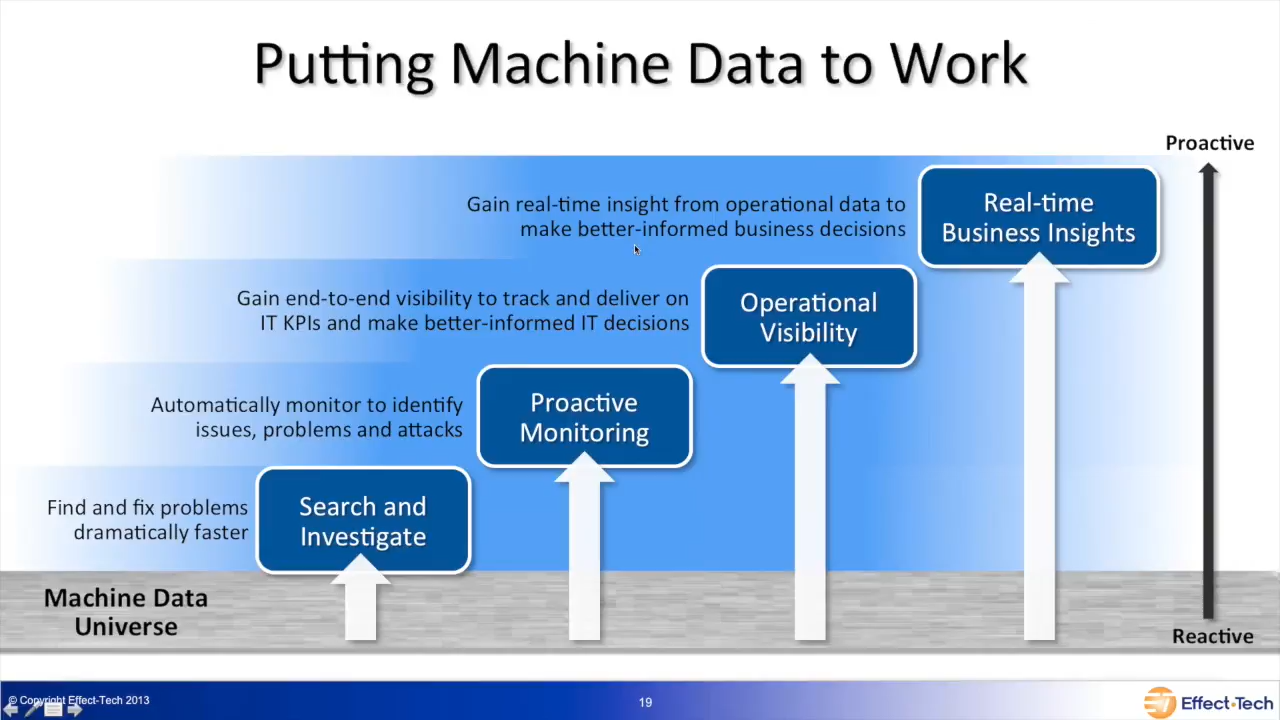 Putting Machine Data to Work
Proactive
Gain real-time insight from operational data to
make better-informed business decisions
Real-time
Business Insights
Gain end-to-end visibility to track and deliver on
IT KPIs and make better-informed IT decisions
Operational
Visibility
Automatically monitor to identify
issues, problems and attacks
Proactive
Monitoring
Find and fix problems
dramatically faster
Search and
Investigate
Machine Data
Universe
Reactive
© Copyright Effect-Tech 2013
19
Effect·Tech